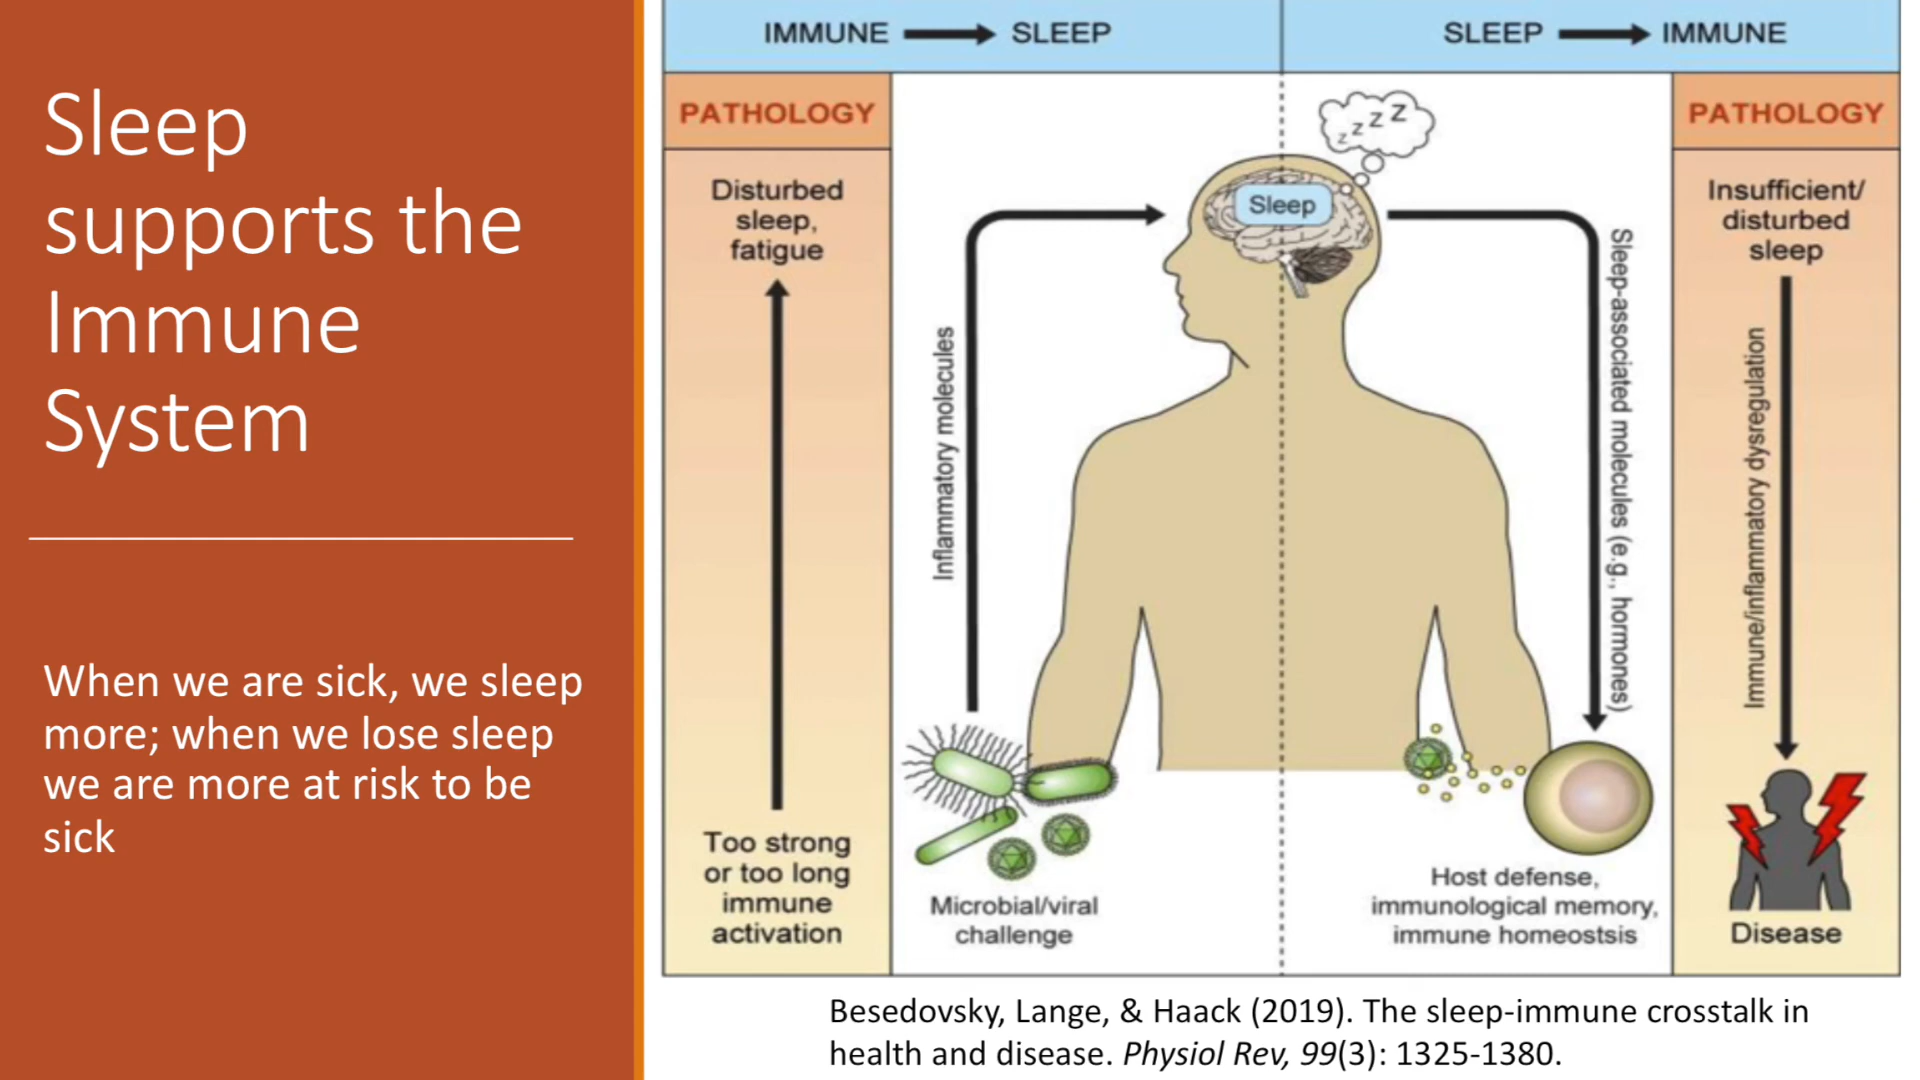 Sleep
supports the
Immune
System
When we are sick, we sleep
more; when we lose sleep
we are more at risk to be
sick
IMMUNE → SLEEP
SLEEP → IMMUNE
PATHOLOGY
Disturbed
sleep,
fatigue
Too strong
or too long
immune
activation
Inflammatory molecules
Microbial/viral
challenge
z z z z
Sleep
Sleep-associated molecules (e.g., hormones)
Host defense,
immunological memory,
immune homeostsis
PATHOLOGY
Insufficient/
disturbed
sleep
Immune/inflammatory dysregulation
Disease
Besedovsky, Lange, & Haack (2019). The sleep-immune crosstalk in
health and disease. Physiol Rev, 99(3): 1325-1380.